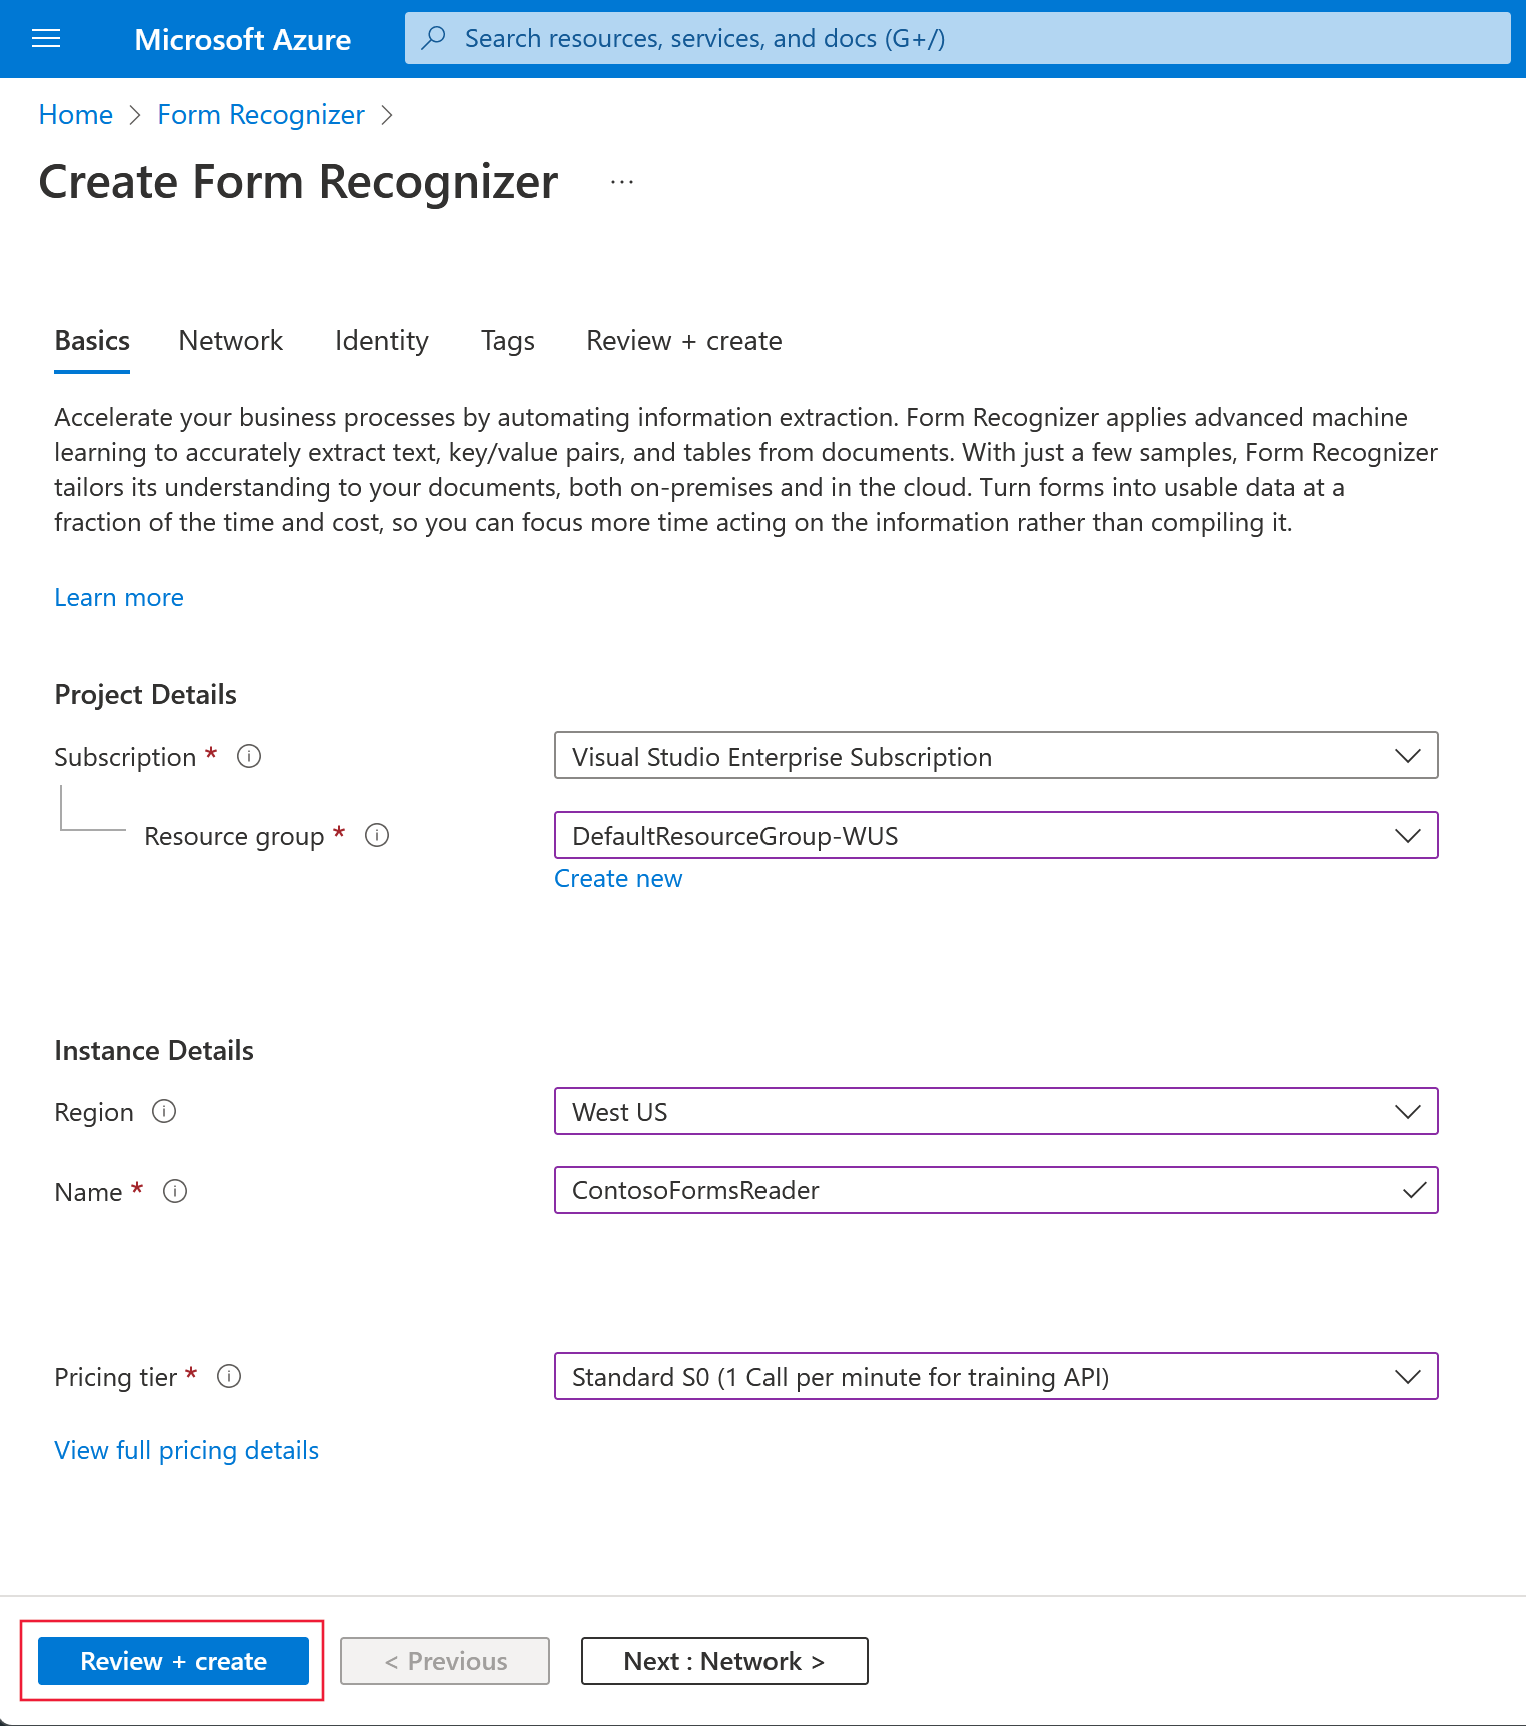 Microsoft Azure
Search resources, services, and docs (G+/)
Home > Form Recognizer >
Create Form Recognizer ...
Basics Network Identity Tags Review + create
Accelerate your business processes by automating information extraction. Form Recognizer applies advanced machine
learning to accurately extract text, key/value pairs, and tables from documents. With just a few samples, Form Recognizer
tailors its understanding to your documents, both on-premises and in the cloud. Turn forms into usable data at a
fraction of the time and cost, so you can focus more time acting on the information rather than compiling it.
Learn more
Project Details
Subscription * Visual Studio Enterprise Subscription
Resource group * DefaultResourceGroup-WUS
Create new
Instance Details
Region West US
Name * ContosoFormsReader
Pricing tier * Standard S0 (1 Call per minute for training API)
View full pricing details
Review + create < Previous Next : Network >